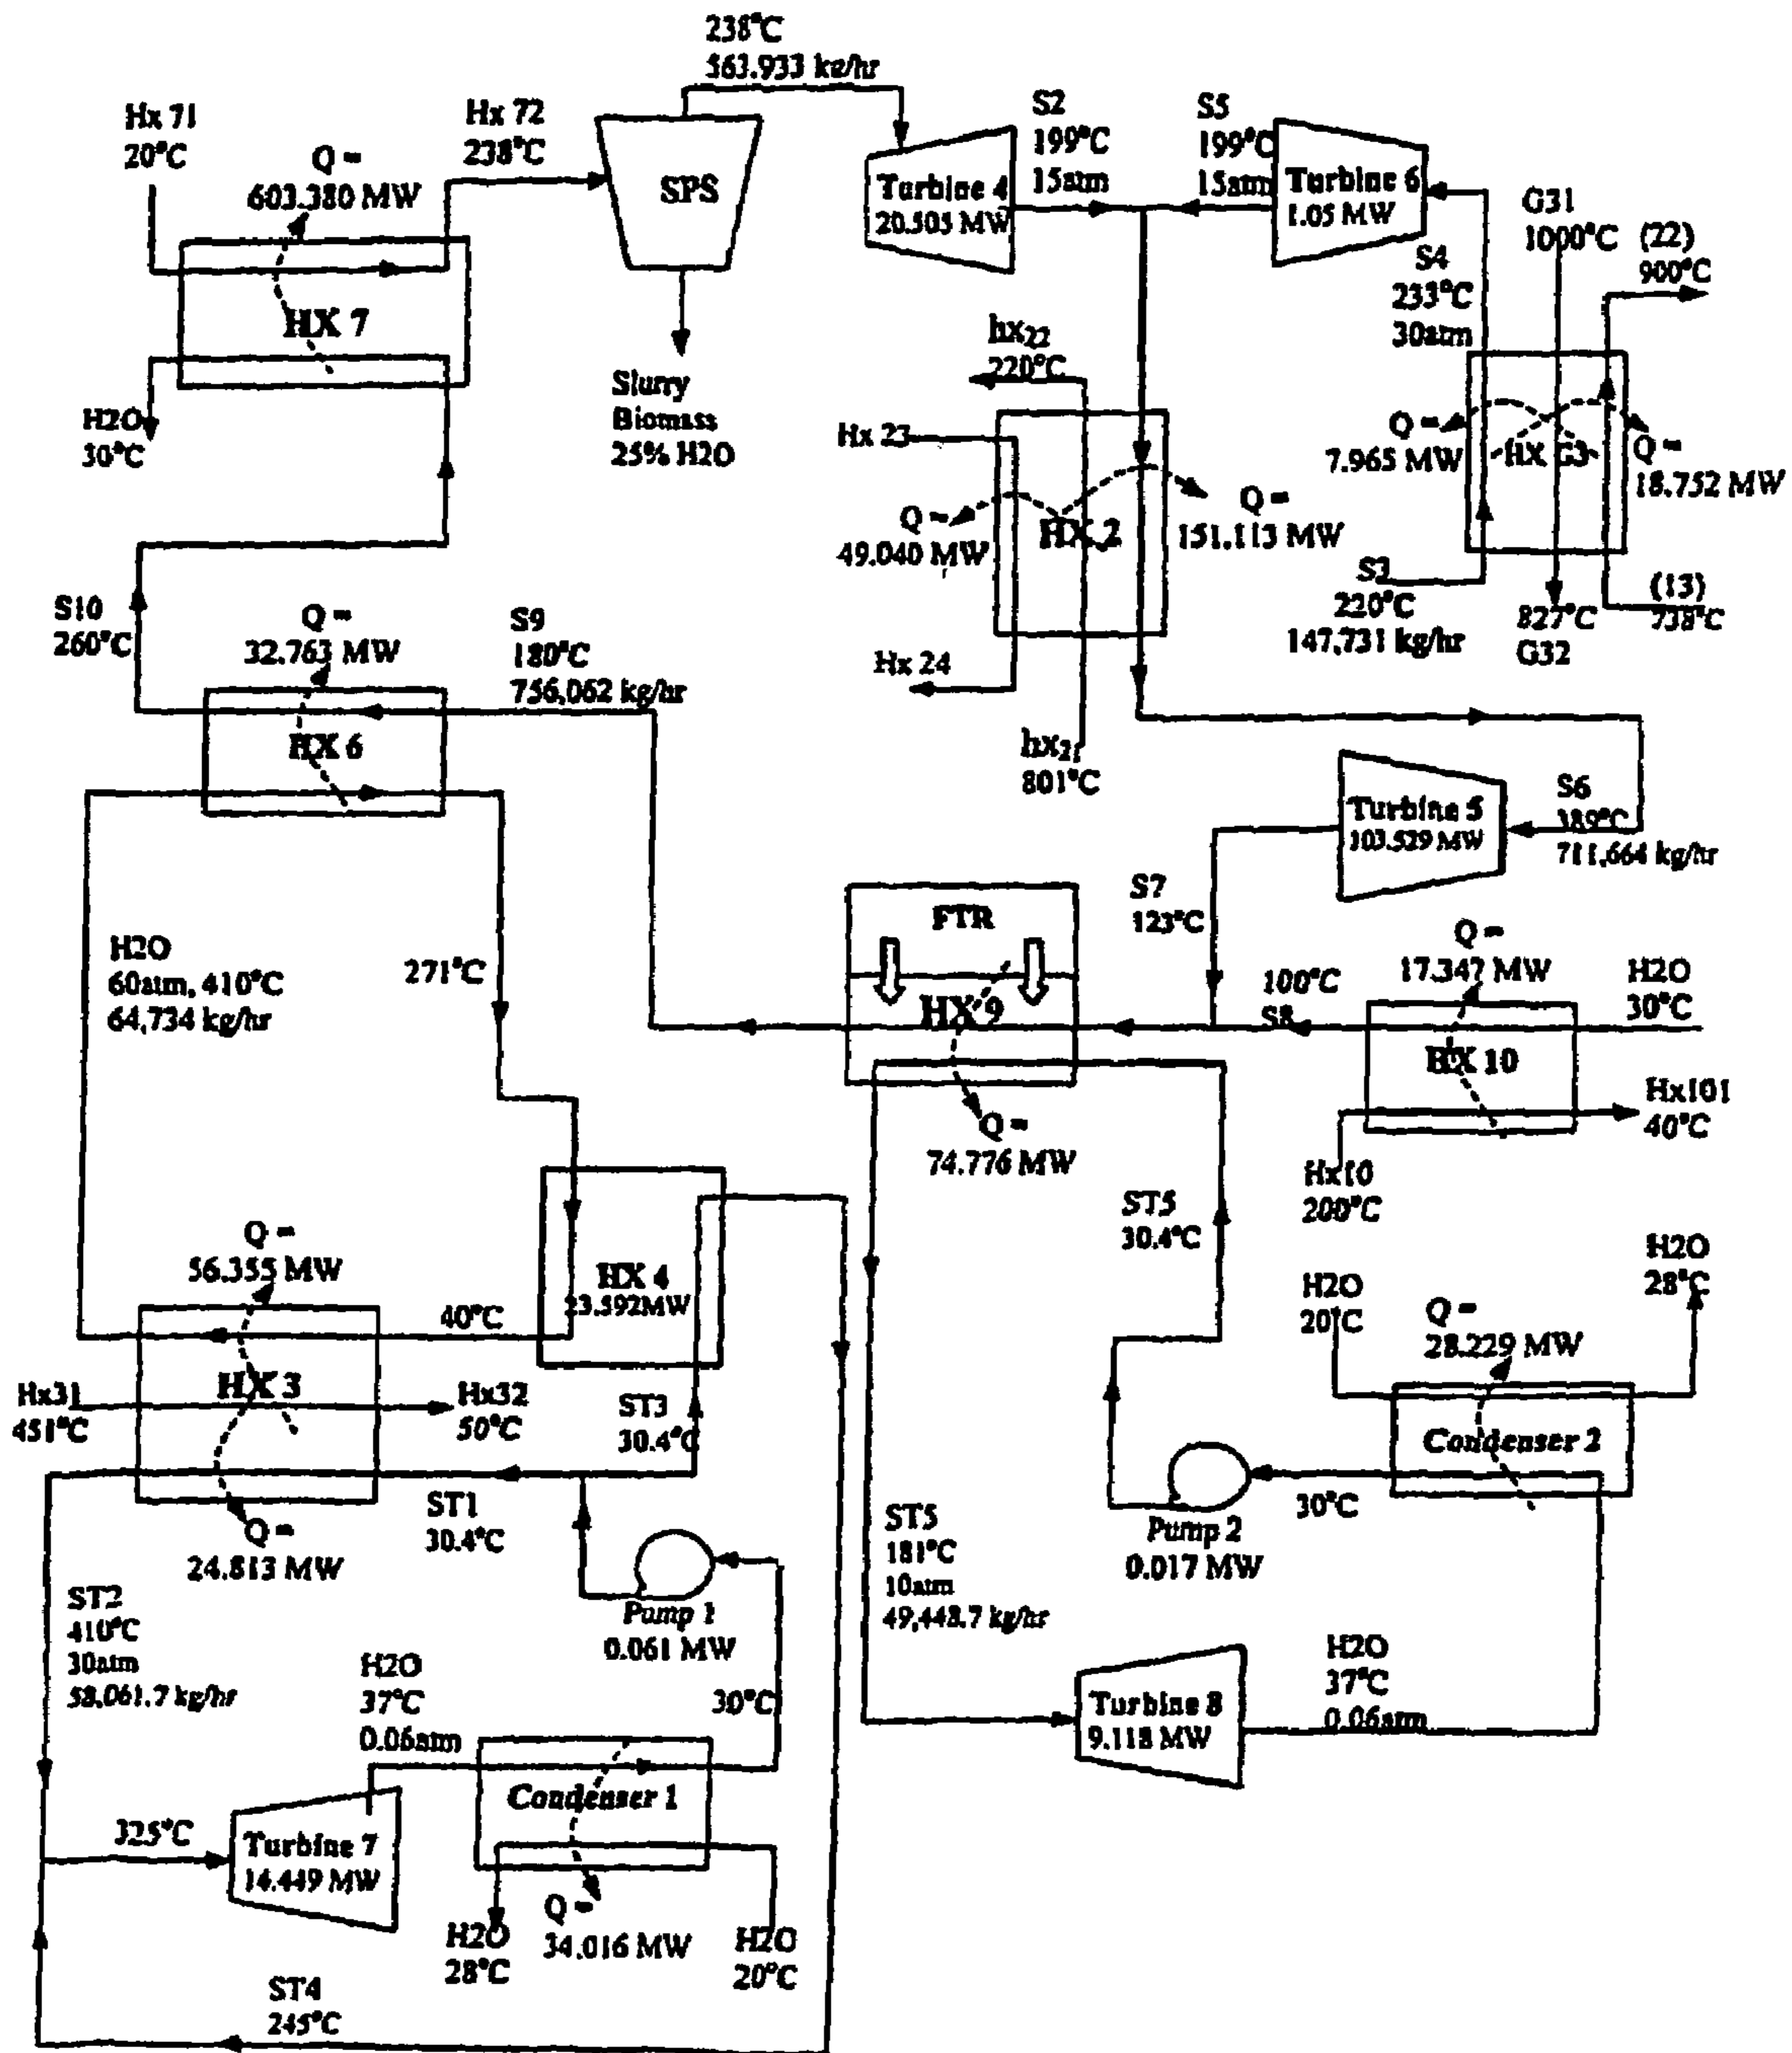 238°C
563.933 kg/hr
Hx 71
20°C
Q =
603.380 MW
Hx 72
238°C
SPS
HX 7
H2O
30°C
Slurry
Biomass
25% H2O
Turbine 4
20.505 MW
S2
199°C
15atm
S5
199°C
15atm
Turbine 6
1.05 MW
S4
233°C
30atm
G31
1000°C
(22)
900°C
Q =
7.965 MW
HX G3
Q =
18.752 MW
S3
220°C
147,731 kg/hr
827°C
G32
(13)
738°C
hx22
220°C
Hx 23
Q =
49.040 MW
HX 2
Q =
151.113 MW
Hx 24
hx21
801°C
S10
260°C
Q =
32.763 MW
S9
180°C
756,062 kg/hr
HX 6
Turbine 5
103.529 MW
S6
389°C
711,664 kg/hr
S7
123°C
FTR
HX 9
Q =
74.776 MW
100°C
S8
Q =
17.347 MW
H2O
30°C
HX 10
Hx101
40°C
Hx10
200°C
H2O
60atm, 410°C
64,734 kg/hr
271°C
HX 4
23.592MW
Q =
56.355 MW
40°C
HX 3
Hx31
451°C
Hx32
50°C
ST3
30.4°C
ST1
30.4°C
Q =
24.813 MW
ST2
410°C
30atm
58,061.7 kg/hr
Pump 1
0.061 MW
30°C
H2O
37°C
0.06atm
Condenser 1
325°C
Turbine 7
14.449 MW
Q =
34.016 MW
H2O
28°C
H2O
20°C
ST4
245°C
ST5
30.4°C
H2O
20°C
Q =
28.229 MW
H2O
28°C
Condenser 2
30°C
Pump 2
0.017 MW
ST5
181°C
10atm
49,448.7 kg/hr
Turbine 8
9.118 MW
H2O
37°C
0.06atm